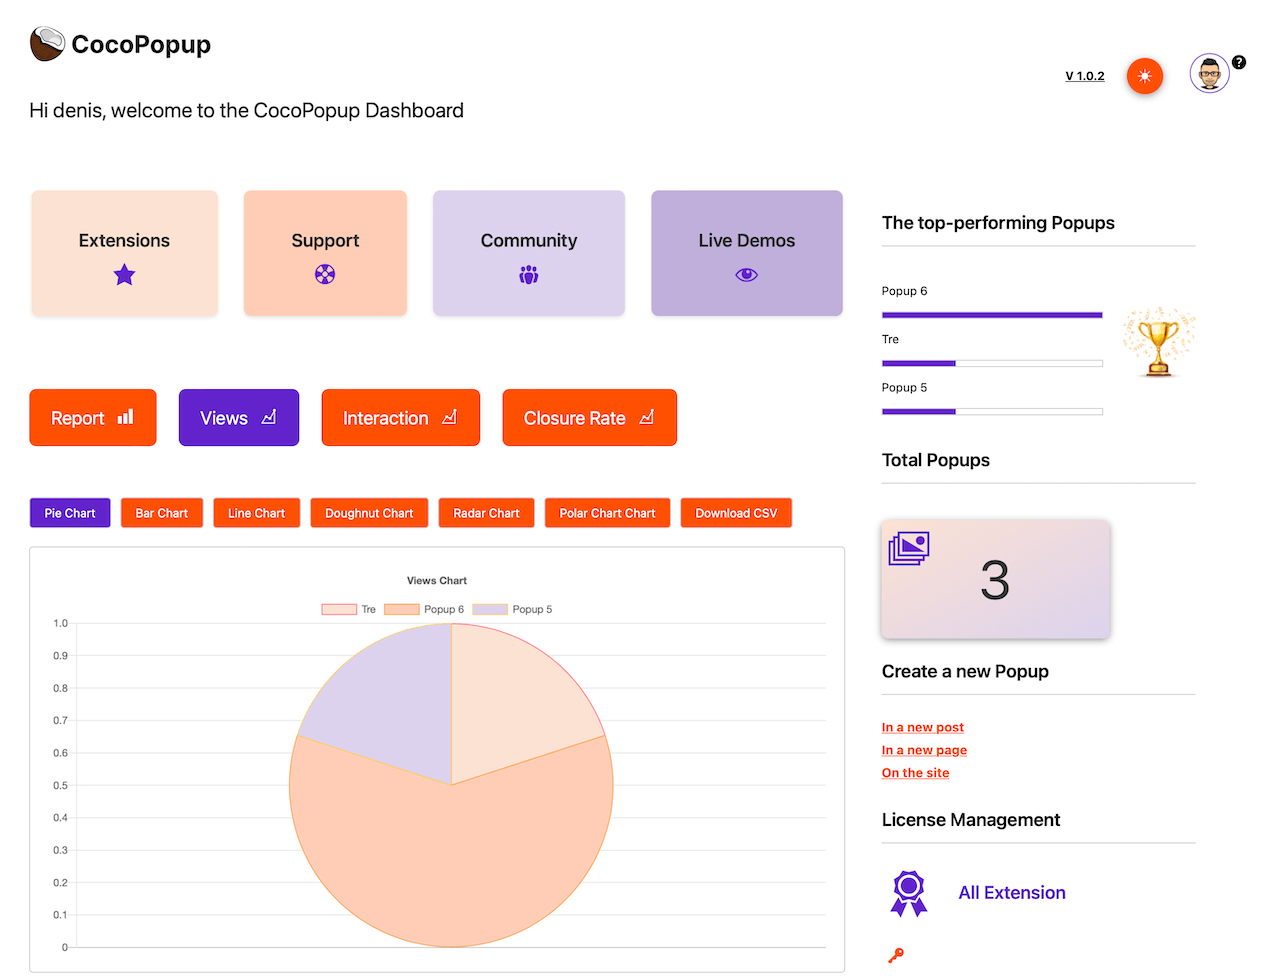 CocoPopup
V 1.0.2
?
Hi denis, welcome to the CocoPopup Dashboard
Extensions
Support
Community
Live Demos
Report
Views
Interaction
Closure Rate
Pie Chart
Bar Chart
Line Chart
Doughnut Chart
Radar Chart
Polar Chart Chart
Download CSV
Views Chart
Tre
Popup 6
Popup 5
1.0
0.9
0.8
0.7
0.6
0.5
0.4
0.3
0.2
0.1
0
The top-performing Popups
Popup 6
Tre
Popup 5
Total Popups
3
Create a new Popup
In a new post
In a new page
On the site
License Management
All Extension